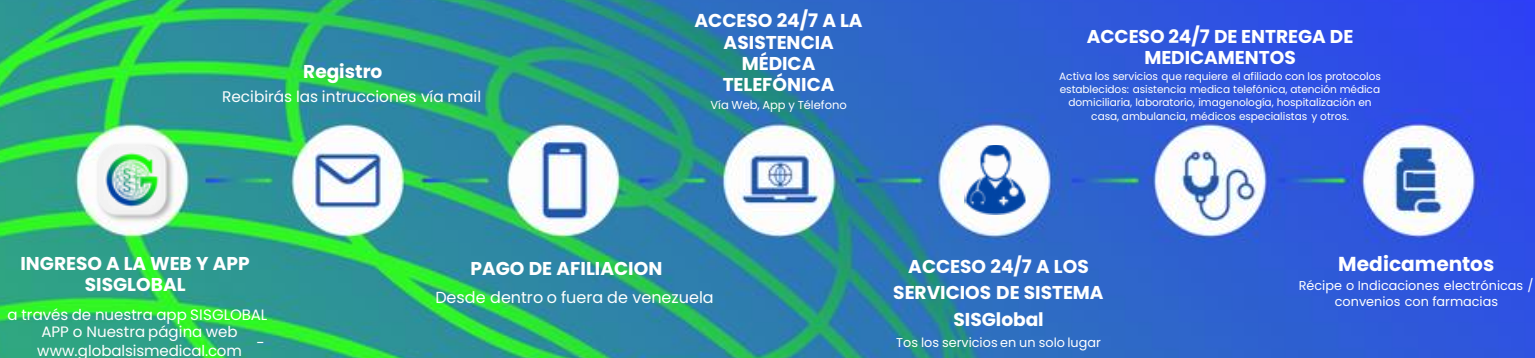 INGRESO A LA WEB Y APP
SISGLOBAL
a través de nuestra app SISGLOBAL
APP o Nuestra página web
www.globalsismedical.com
Registro
Recibirás las intrucciones vía mail
PAGO DE AFILIACION
Desde dentro o fuera de venezuela
ACCESO 24/7 A LA
ASISTENCIA
MÉDICA
TELEFÓNICA
Vía Web, App y Télefono
ACCESO 24/7 A LOS
SERVICIOS DE SISTEMA
SISGlobal
Tos los servicios en un solo lugar
ACCESO 24/7 DE ENTREGA DE
MEDICAMENTOS
Activa los servicios que requiere el afiliado con los protocolos
establecidos: asistencia medica telefónica, atención médica
domiciliaria, laboratorio, imagenología, hospitalización en
casa, ambulancia, médicos especialistas y otros.
Medicamentos
Récipe o Indicaciones electrónicas /
convenios con farmacias